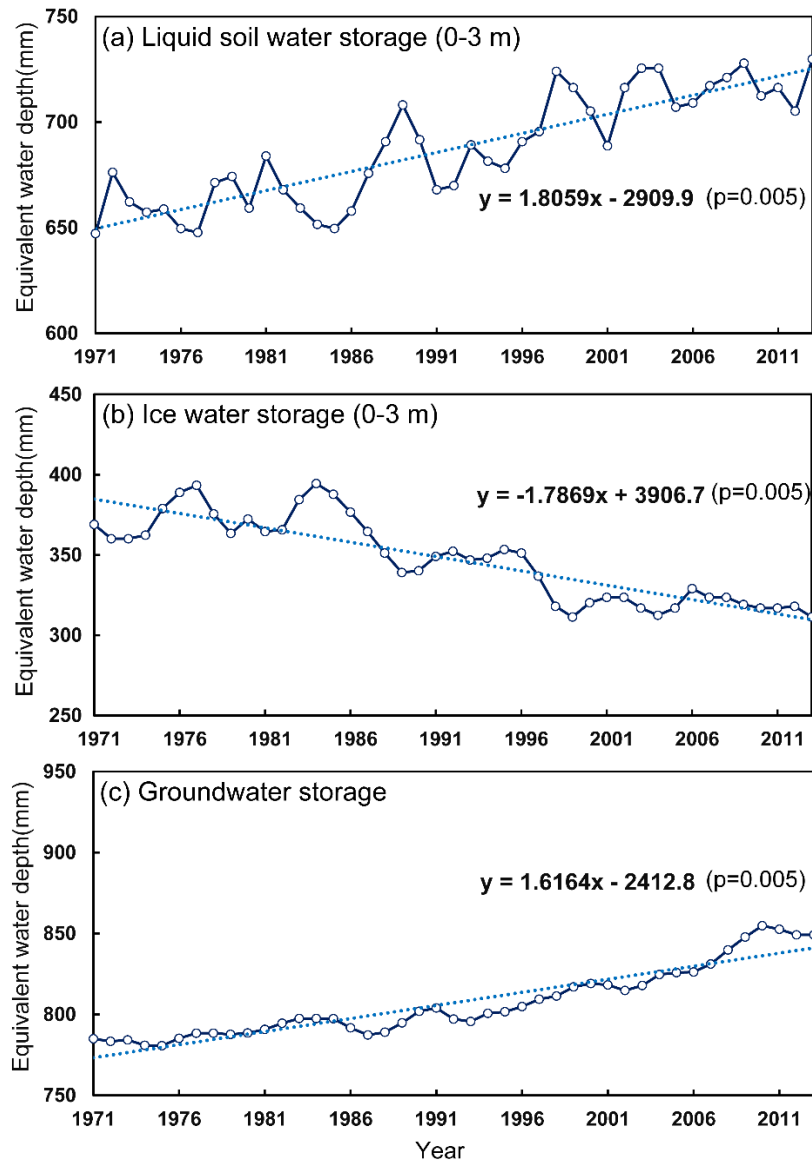 (a) Liquid soil water storage (0-3 m)
Equivalent water depth(mm)
750
700
650
600
y = 1.8059x - 2909.9 (p=0.005)
1971 1976 1981 1986 1991 1996 2001 2006 2011
(b) Ice water storage (0-3 m)
Equivalent water depth(mm)
450
400
350
300
250
y = -1.7869x + 3906.7 (p=0.005)
1971 1976 1981 1986 1991 1996 2001 2006 2011
(c) Groundwater storage
Equivalent water depth(mm)
950
900
850
800
750
y = 1.6164x - 2412.8 (p=0.005)
1971 1976 1981 1986 1991 1996 2001 2006 2011
Year